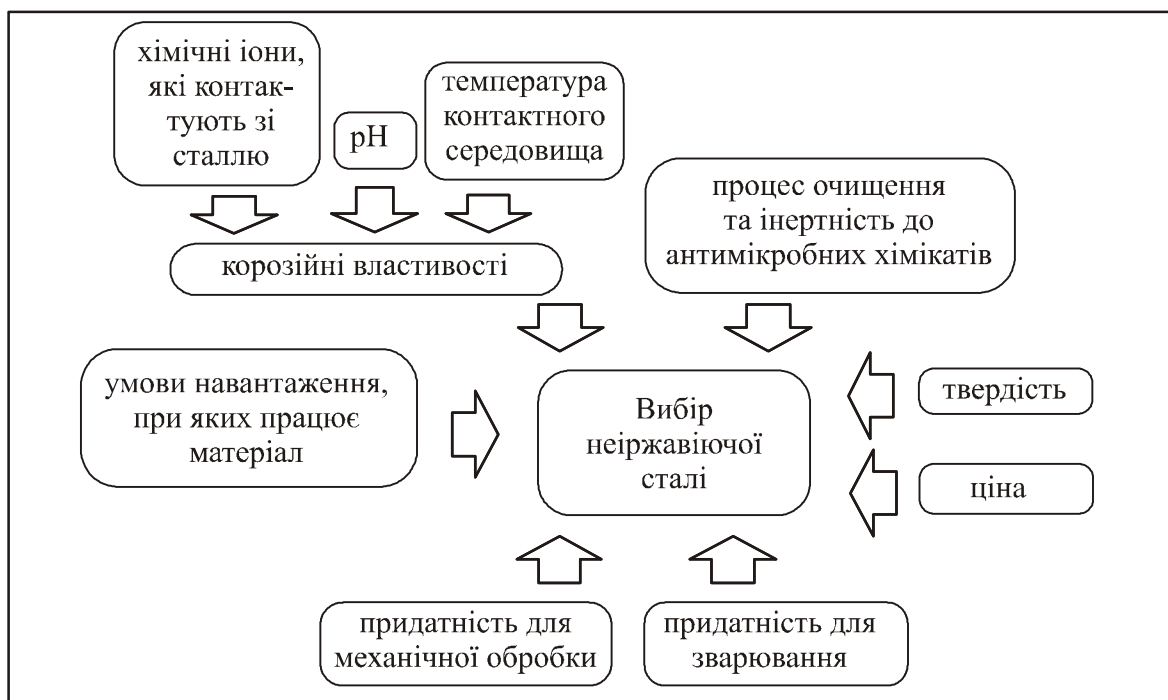 хімічні іони,
які контак-
тують зі
сталлю
pH
температура
контактного
середовища
процес очищення
та інертність до
антимікробних хімікатів
корозійні властивості
умови навантаження,
при яких працює
матеріал
Вибір
неіржавіючої
сталі
твердість
ціна
придатність для
механічної обробки
придатність для
зварювання